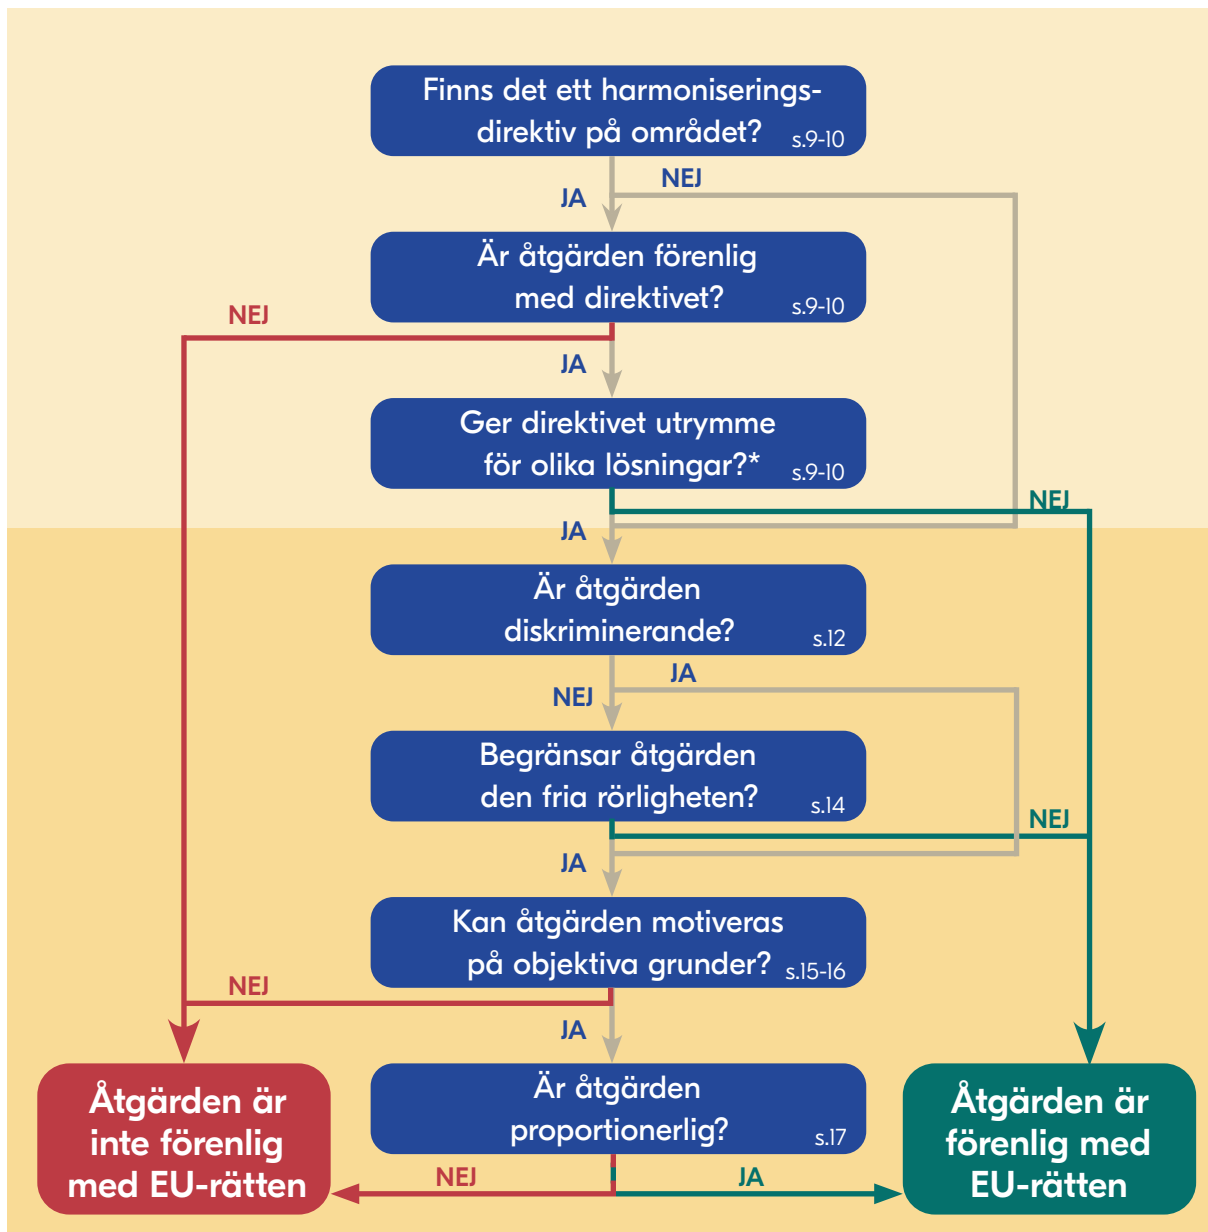 Finns det ett harmoniserings-
direktiv på området? s.9-10
NEJ
JA
Är åtgärden förenlig
med direktivet? s.9-10
NEJ
JA
Ger direktivet utrymme
för olika lösningar?* s.9-10
NEJ
JA
Är åtgärden
diskriminerande? s.12
JA
NEJ
Begränsar åtgärden
den fria rörligheten? s.14
NEJ
JA
Kan åtgärden motiveras
på objektiva grunder? s.15-16
NEJ
JA
Åtgärden är
inte förenlig
med EU-rätten
Är åtgärden
proportionerlig? s.17
NEJ
JA
Åtgärden är
förenlig med
EU-rätten